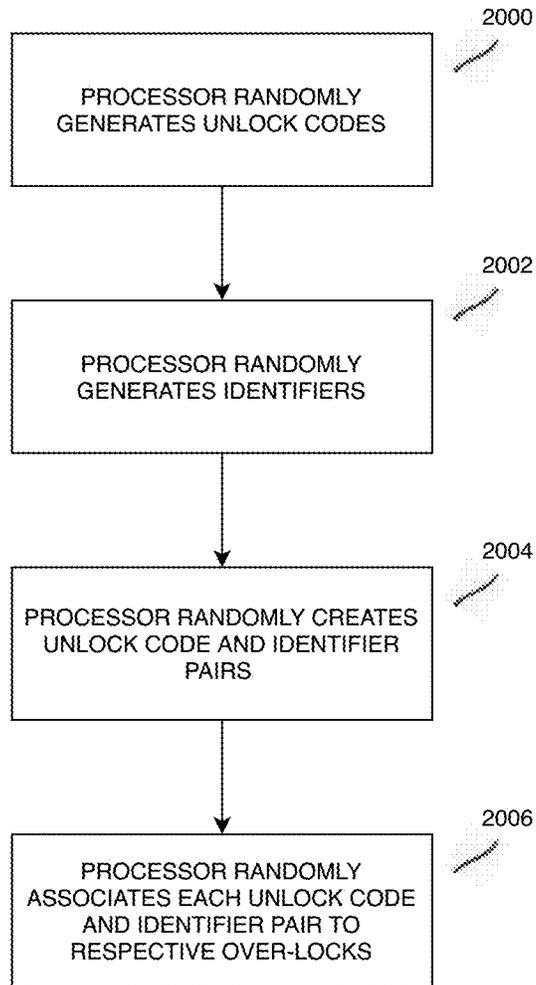 2000
PROCESSOR RANDOMLY
GENERATES UNLOCK CODES
2002
PROCESSOR RANDOMLY
GENERATES IDENTIFIERS
2004
PROCESSOR RANDOMLY CREATES
UNLOCK CODE AND IDENTIFIER
PAIRS
2006
PROCESSOR RANDOMLY
ASSOCIATES EACH UNLOCK CODE
AND IDENTIFIER PAIR TO
RESPECTIVE OVER-LOCKS